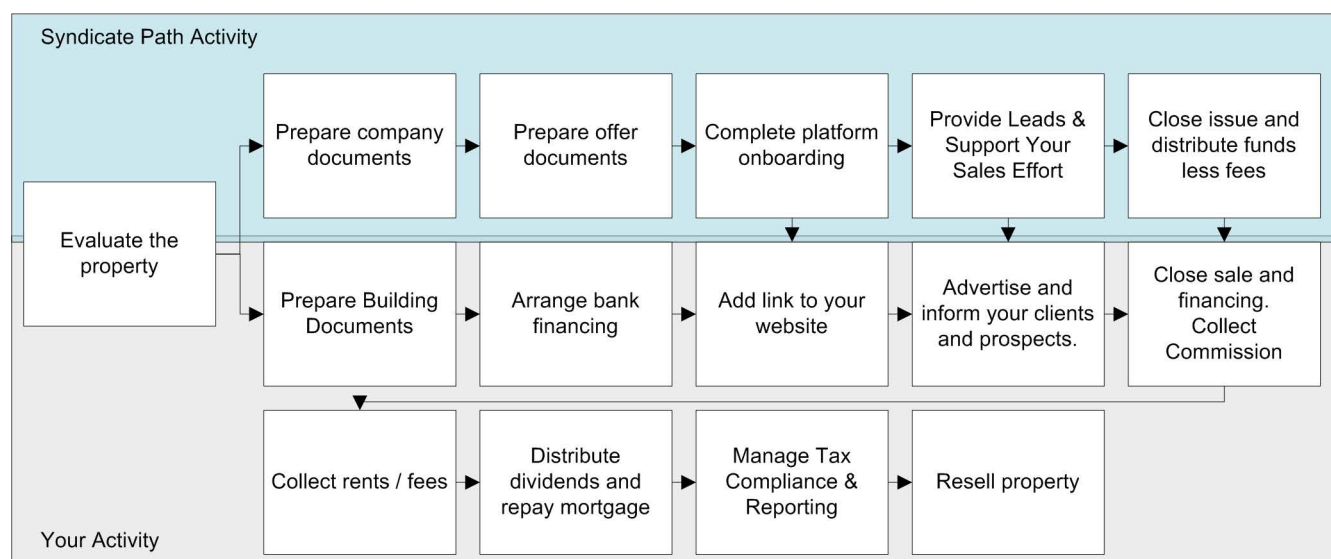 Syndicate Path Activity
Prepare company
documents
Prepare offer
documents
Complete platform
onboarding
Provide Leads &
Support Your
Sales Effort
Close issue and
distribute funds
less fees
Evaluate the
property
Prepare Building
Documents
Arrange bank
financing
Add link to your
website
Advertise and
inform your clients
and prospects.
Close sale and
financing.
Collect
Commission
Collect rents / fees
Distribute
dividends and
repay mortgage
Manage Tax
Compliance &
Reporting
Resell property
Your Activity